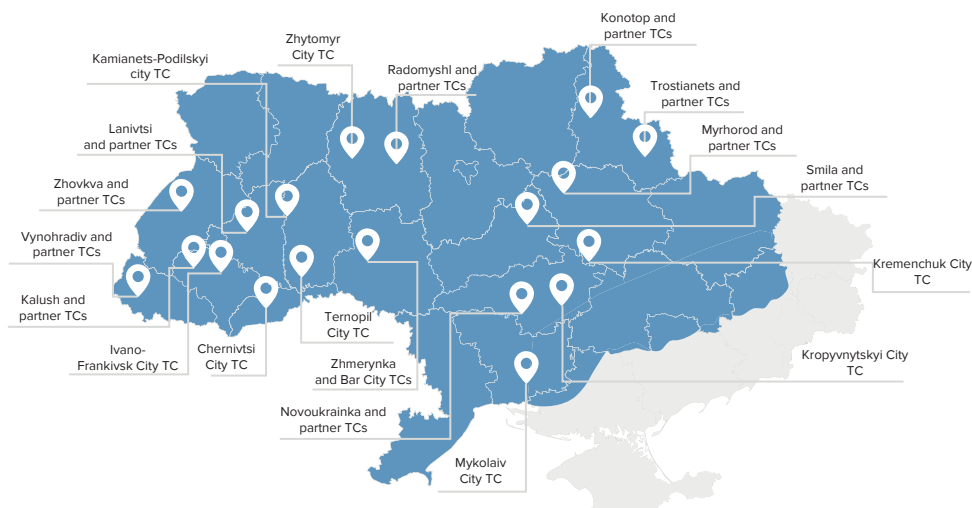 Konotop and
partner TCs
Zhytomyr
City TC
Kamianets-Podilskyi
city TC
Radomyshl and
partner TCs
Trostianets and
partner TCs
Lanivtsi
and partner TCs
Myrhorod and
partner TCs
Smila and
partner TCs
Zhovkva and
partner TCs
Vynohradiv and
partner TCs
Kremenchuk City
TC
Kalush and
partner TCs
Ternopil
City TC
Ivano-
Frankivsk City TC
Chernivtsi
City TC
Zhmerynka
and Bar City TCs
Kropyvnytskyi City
TC
Novoukrainka and
partner TCs
Mykolaiv
City TC